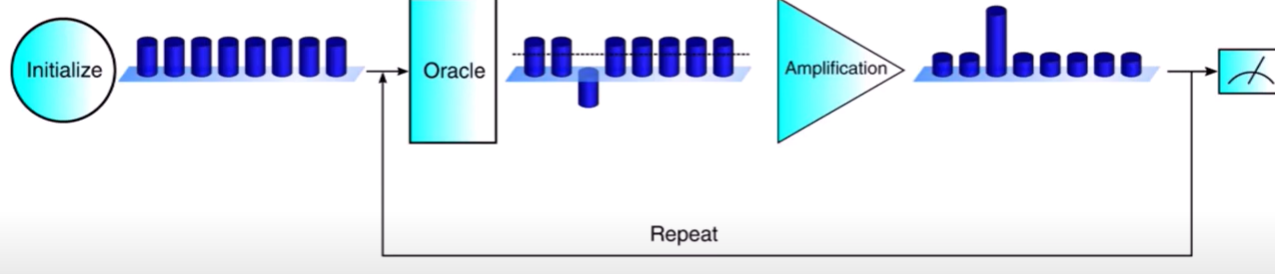 Initialize
Oracle
Amplification
Repeat